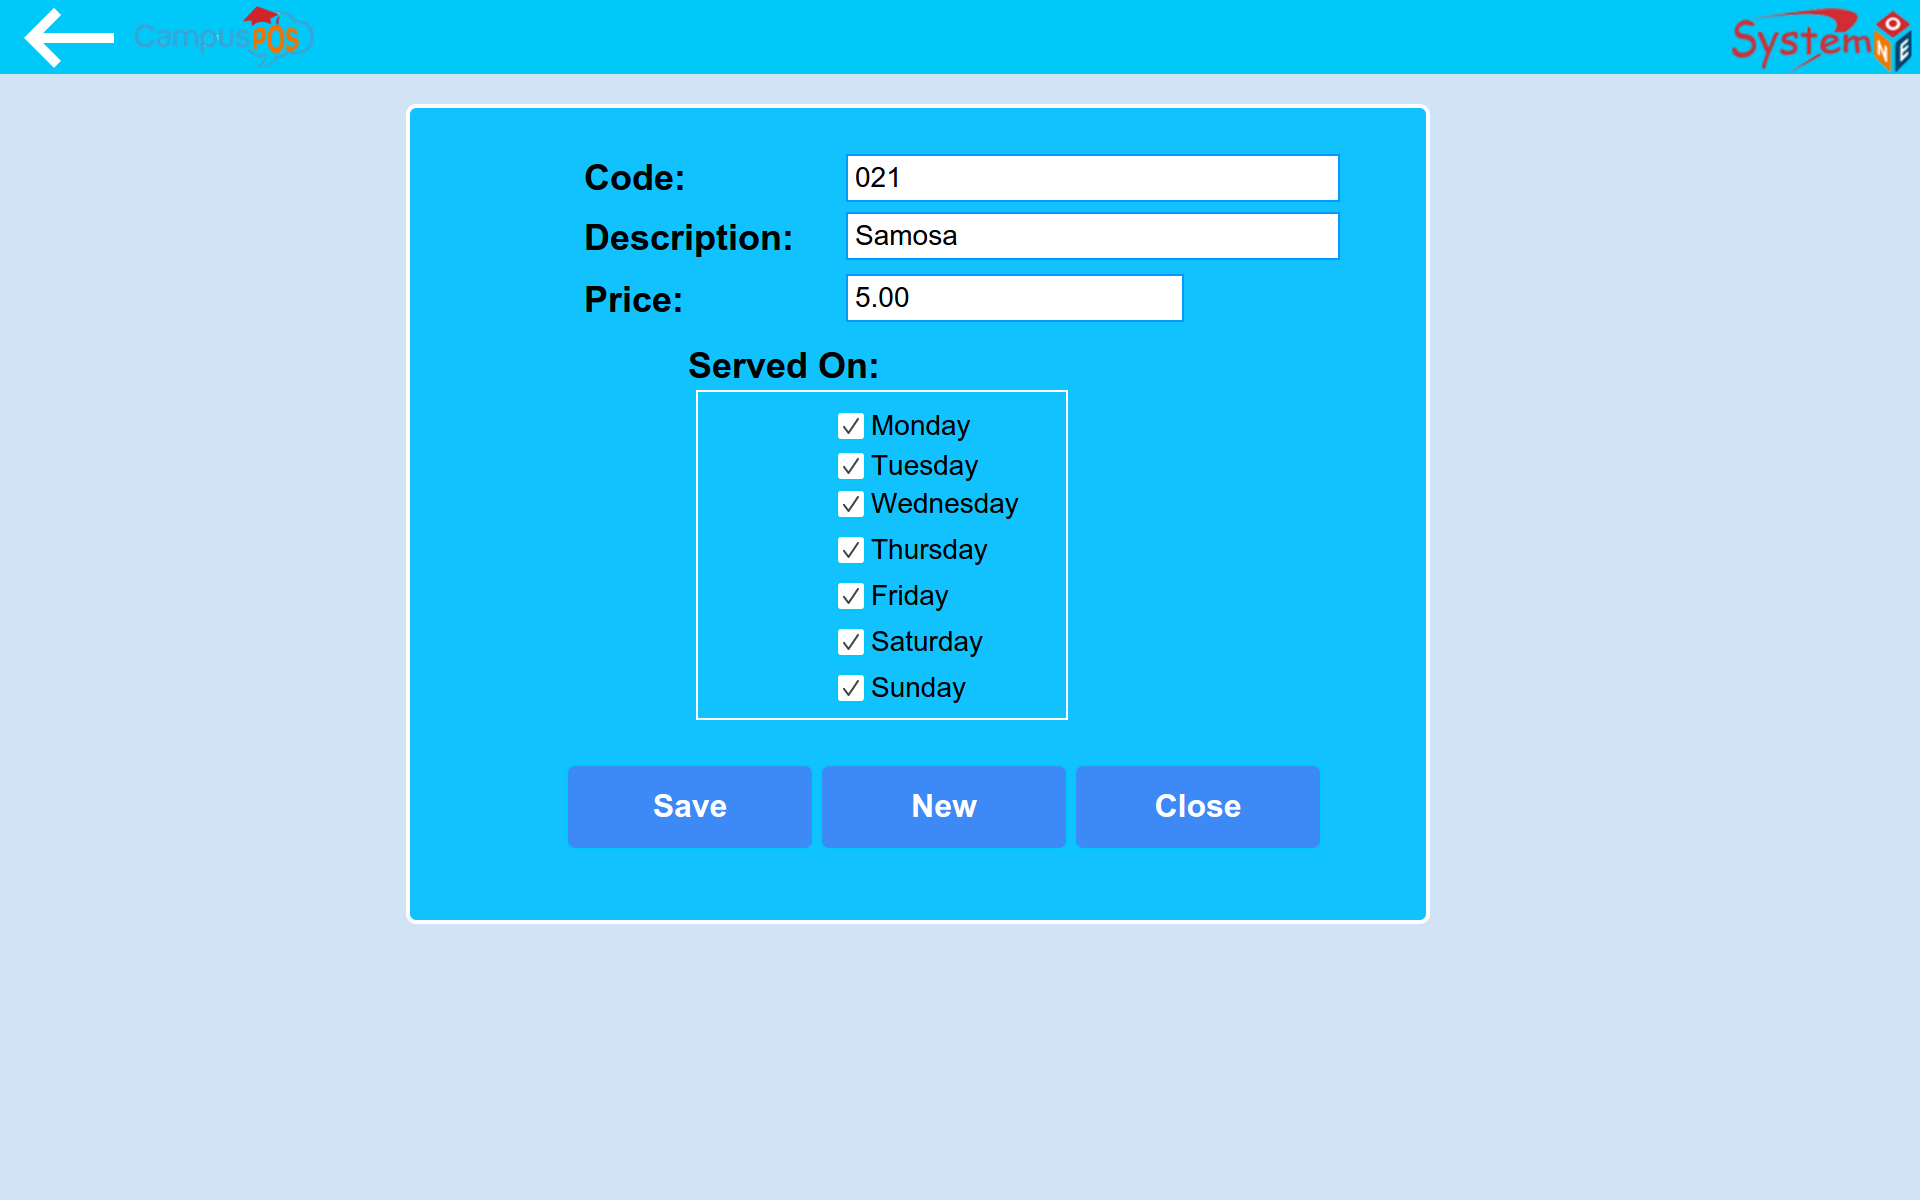 CampusPOS
SystemONE
Code: 021
Description: Samosa
Price: 5.00
Served On:
Monday
Tuesday
Wednesday
Thursday
Friday
Saturday
Sunday
Save New Close